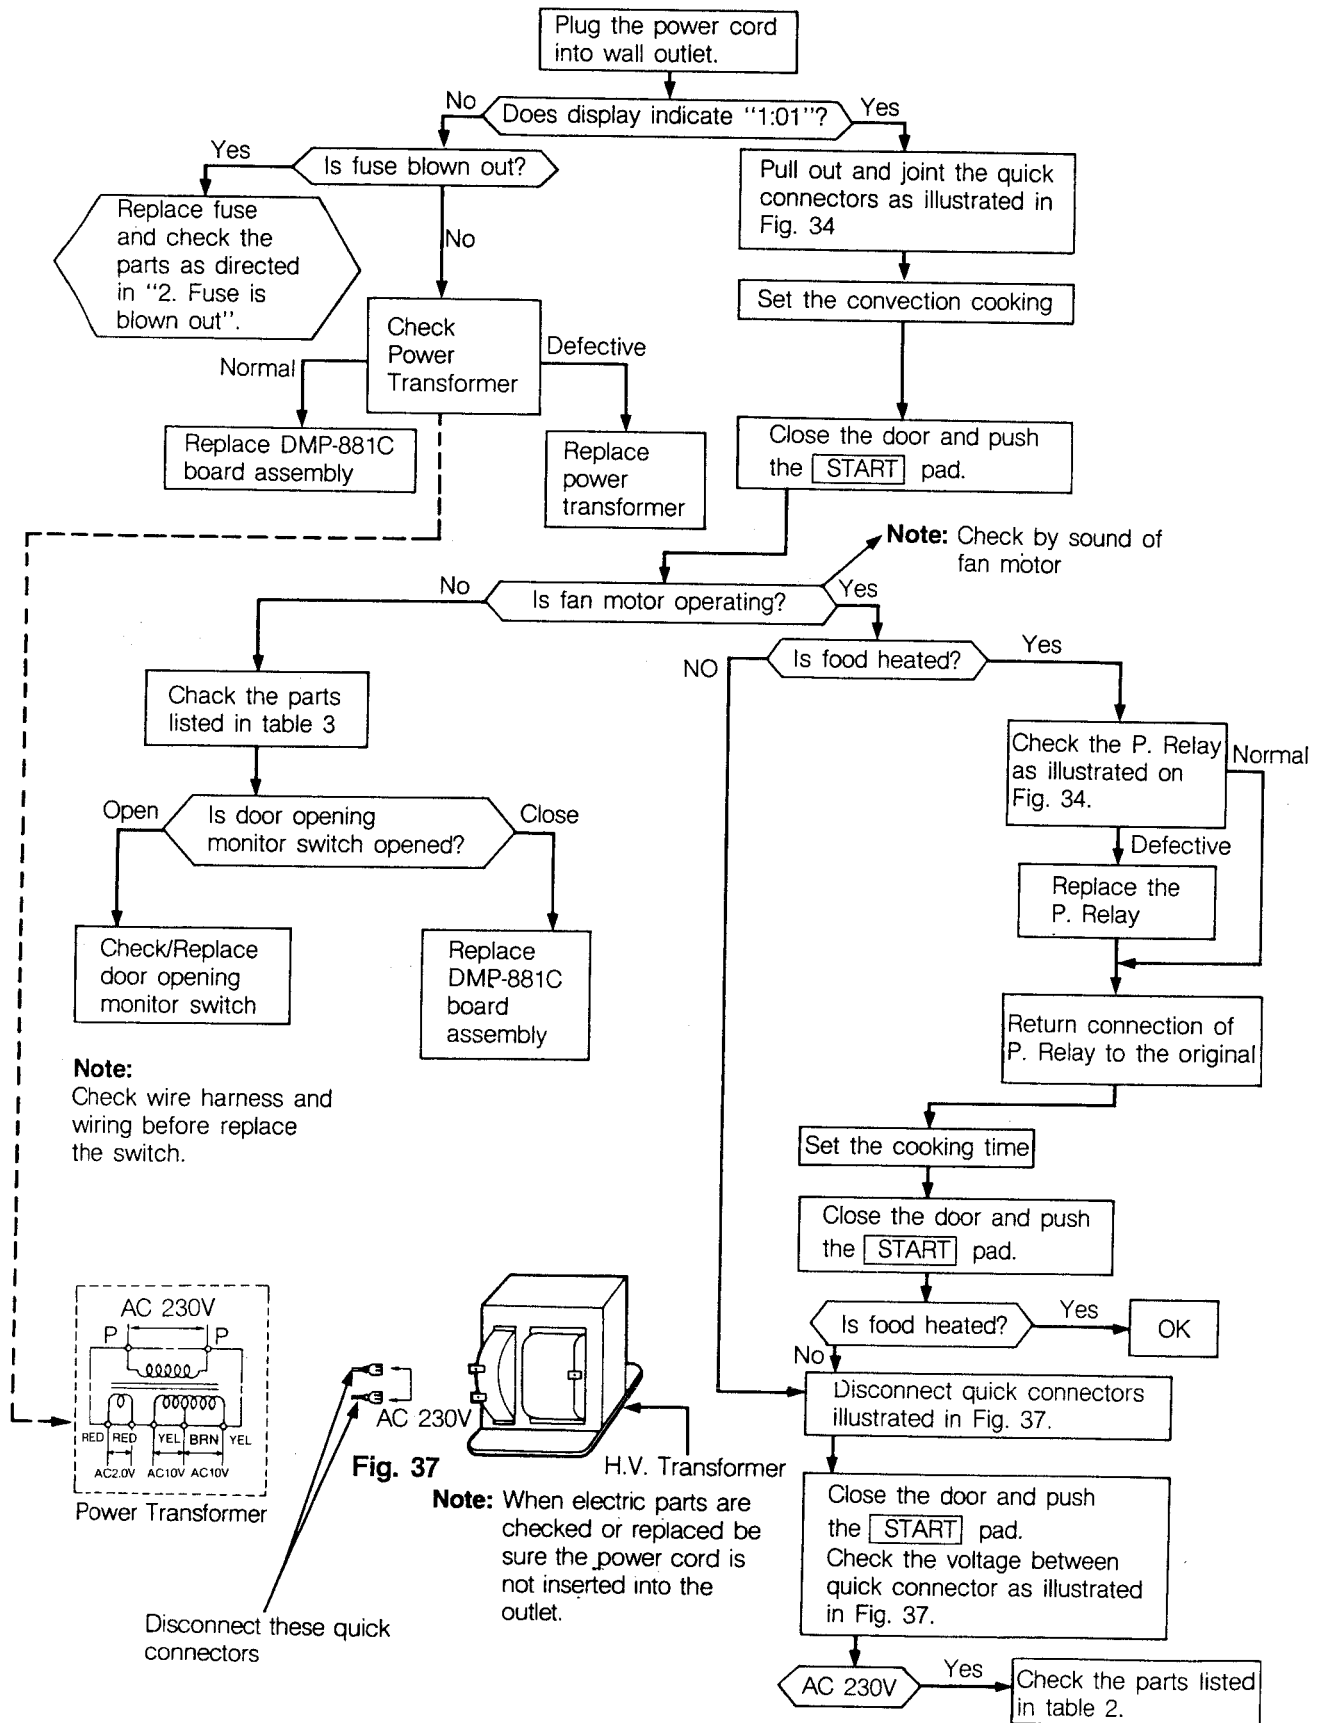 Plug the power cord
into wall outlet.
No
Does display indicate "1:01"?
Yes
Yes
Is fuse blown out?
Replace fuse
and check the
parts as directed
in "2. Fuse is
blown out".
No
Pull out and joint the quick
connectors as illustrated in
Fig. 34
Set the convection cooking
Check
Power
Transformer
Normal
Defective
Replace DMP-881C
board assembly
Replace
power
transformer
Close the door and push
the START pad.
Note: Check by sound of
fan motor
No
Is fan motor operating?
Yes
NO
Is food heated?
Yes
Chack the parts
listed in table 3
Check the P. Relay
as illustrated on
Fig. 34.
Normal
Open
Is door opening
monitor switch opened?
Close
Defective
Replace the
P. Relay
Check/Replace
door opening
monitor switch
Replace
DMP-881C
board
assembly
Return connection of
P. Relay to the original
Note:
Check wire harness and
wiring before replace
the switch.
Set the cooking time
Close the door and push
the START pad.
Is food heated?
Yes
OK
No
Disconnect quick connectors
illustrated in Fig. 37.
AC 230V
P
P
RED
RED
YEL
BRN
YEL
AC2.0V
AC10V
AC10V
Power Transformer
AC 230V
Fig. 37
H.V. Transformer
Note: When electric parts are
checked or replaced be
sure the power cord is
not inserted into the
outlet.
Disconnect these quick
connectors
Close the door and push
the START pad.
Check the voltage between
quick connector as illustrated
in Fig. 37.
AC 230V
Yes
Check the parts listed
in table 2.